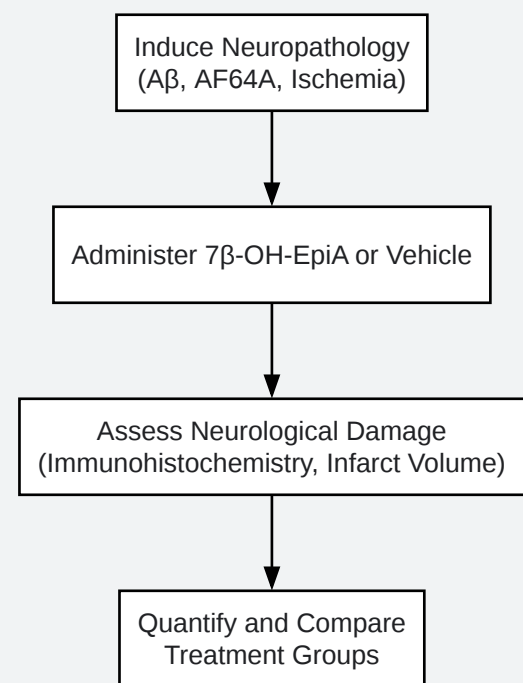 Induce Neuropathology
(Aβ, AF64A, Ischemia)
Administer 7β-OH-EpiA or Vehicle
Assess Neurological Damage
(Immunohistochemistry, Infarct Volume)
Quantify and Compare
Treatment Groups